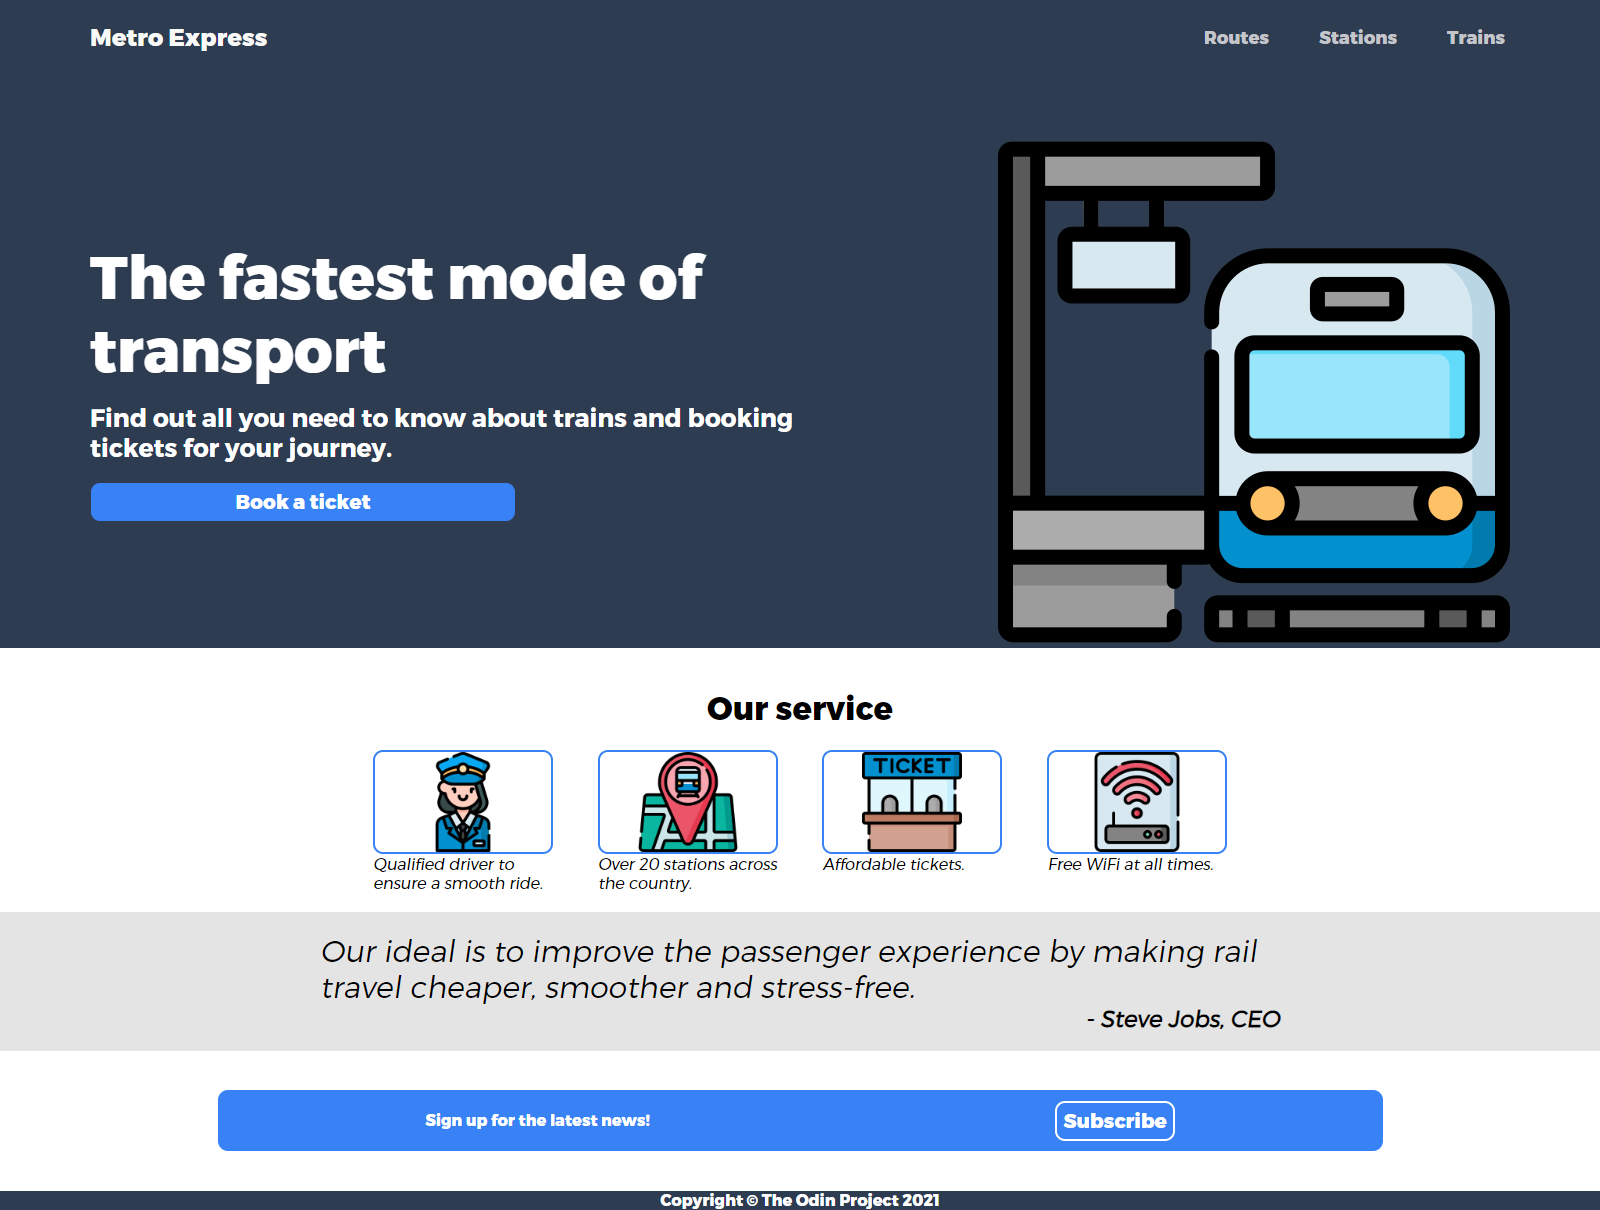 Metro Express
Routes
Stations
Trains
The fastest mode of
transport
Find out all you need to know about trains and booking
tickets for your journey.
Book a ticket
Our service
TICKET
Qualified driver to
ensure a smooth ride.
Over 20 stations across
the country.
Affordable tickets.
Free WiFi at all times.
Our ideal is to improve the passenger experience by making rail
travel cheaper, smoother and stress-free.
- Steve Jobs, CEO
Sign up for the latest news!
Subscribe
Copyright © The Odin Project 2021